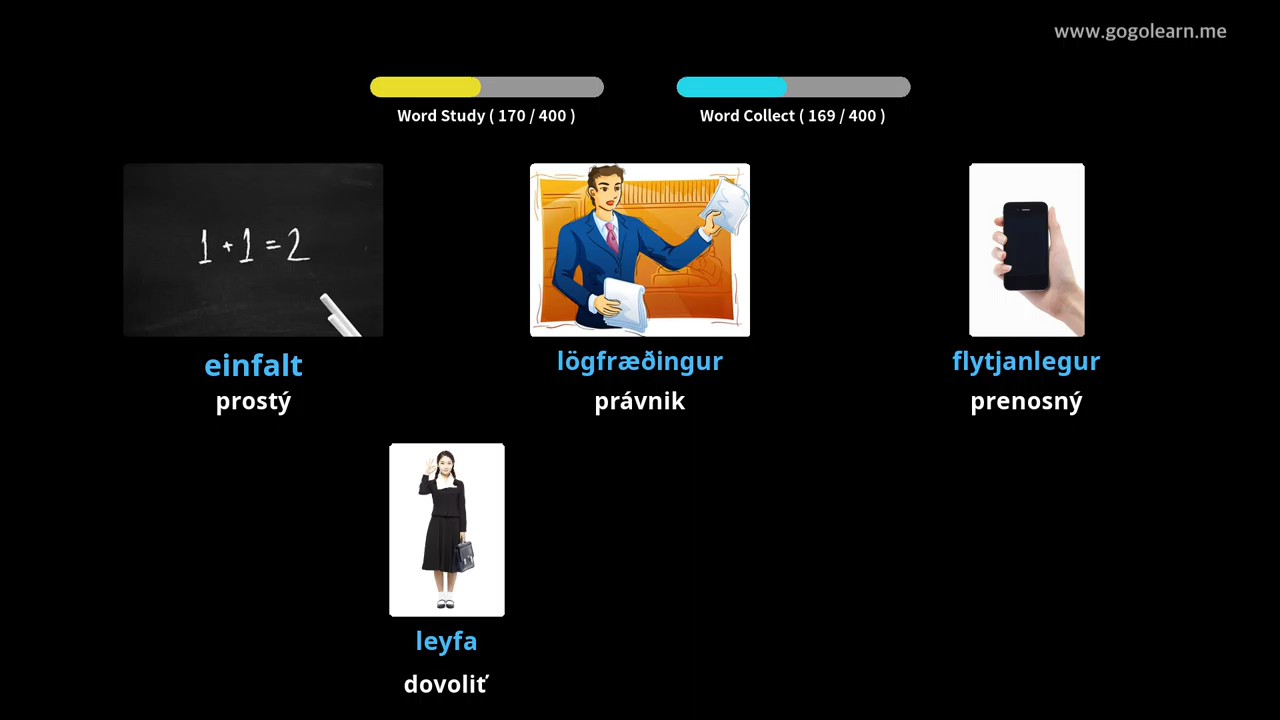 www.gogolearn.me
Word Study ( 170 / 400 )
Word Collect ( 169 / 400 )
1 + 1 = 2
einfalt
prostý
lögfræðingur
právnik
flytjanlegur
prenosný
leyfa
dovoliť